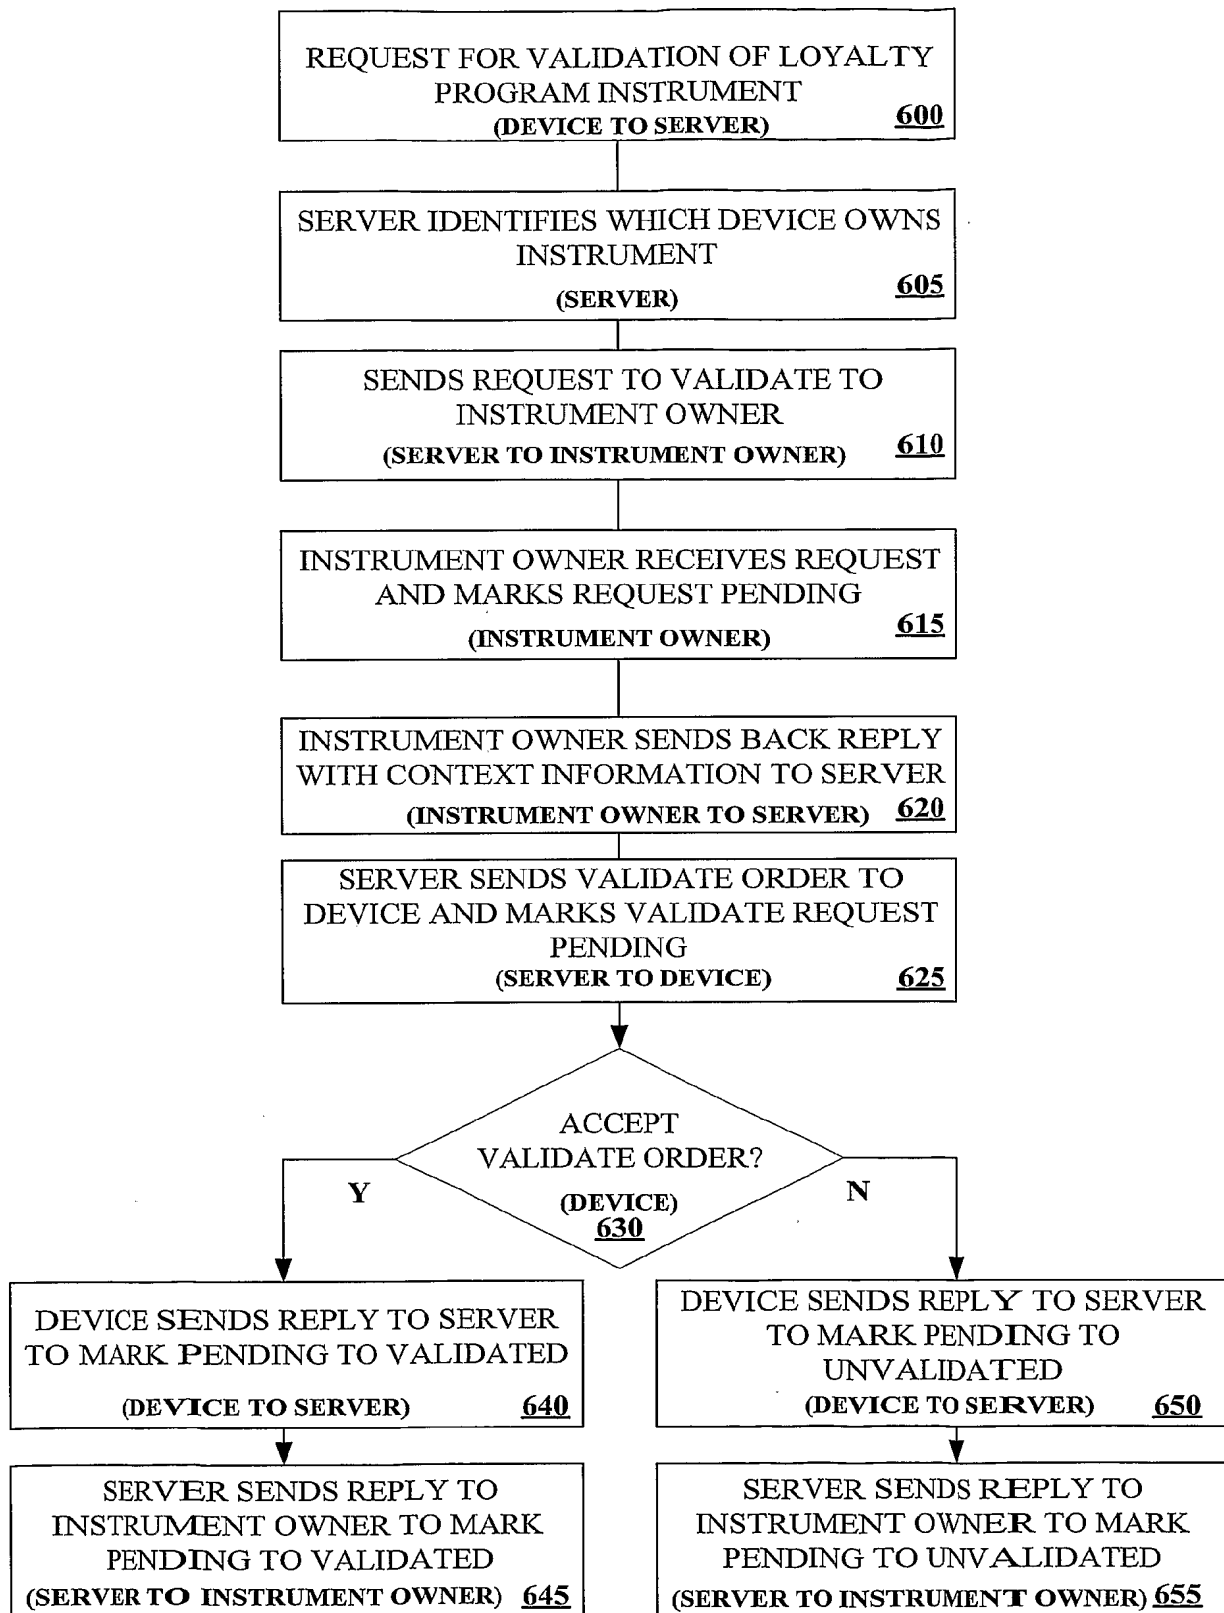 REQUEST FOR VALIDATION OF LOYALTY
PROGRAM INSTRUMENT
(DEVICE TO SERVER)
600
SERVER IDENTIFIES WHICH DEVICE OWNS
INSTRUMENT
(SERVER)
605
SENDS REQUEST TO VALIDATE TO
INSTRUMENT OWNER
(SERVER TO INSTRUMENT OWNER)
610
INSTRUMENT OWNER RECEIVES REQUEST
AND MARKS REQUEST PENDING
(INSTRUMENT OWNER)
615
INSTRUMENT OWNER SENDS BACK REPLY
WITH CONTEXT INFORMATION TO SERVER
(INSTRUMENT OWNER TO SERVER)
620
SERVER SENDS VALIDATE ORDER TO
DEVICE AND MARKS VALIDATE REQUEST
PENDING
(SERVER TO DEVICE)
625
ACCEPT
VALIDATE ORDER?
(DEVICE)
630
Y
N
DEVICE SENDS REPLY TO SERVER
TO MARK PENDING TO VALIDATED
(DEVICE TO SERVER)
640
DEVICE SENDS REPLY TO SERVER
TO MARK PENDING TO
UNVALIDATED
(DEVICE TO SERVER)
650
SERVER SENDS REPLY TO
INSTRUMENT OWNER TO MARK
PENDING TO VALIDATED
(SERVER TO INSTRUMENT OWNER)
645
SERVER SENDS REPLY TO
INSTRUMENT OWNER TO MARK
PENDING TO UNVALIDATED
(SERVER TO INSTRUMENT OWNER)
655